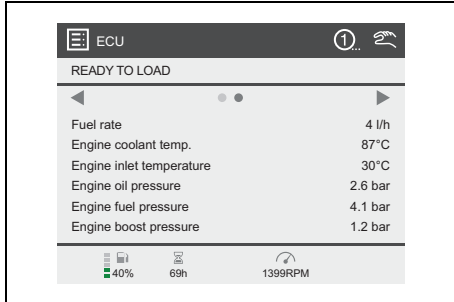 ECU 1...
READY TO LOAD
Fuel rate 4 l/h
Engine coolant temp. 87°C
Engine inlet temperature 30°C
Engine oil pressure 2.6 bar
Engine fuel pressure 4.1 bar
Engine boost pressure 1.2 bar
40% 69h 1399RPM